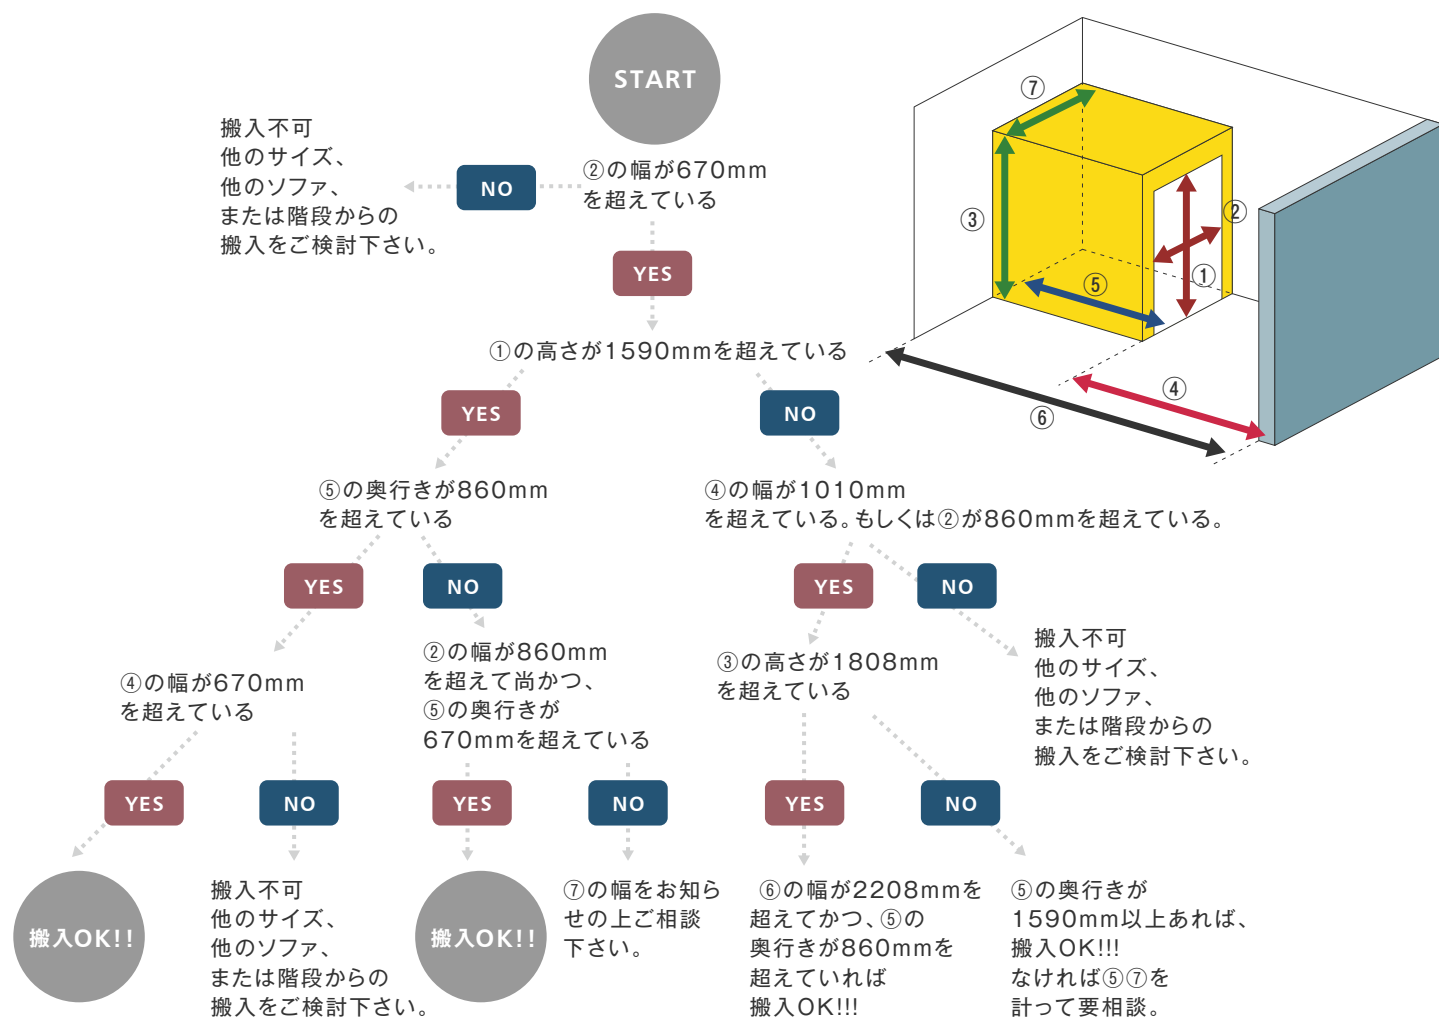 START
②の幅が670mm
を超えている
NO
搬入不可
他のサイズ、
他のソファ、
または階段からの
搬入をご検討下さい。
YES
①の高さが1590mmを超えている
YES
NO
⑤の奥行きが860mm
を超えている
④の幅が1010mm
を超えている。もしくは②が860mmを超えている。
YES
NO
YES
NO
④の幅が670mm
を超えている
②の幅が860mm
を超えて尚かつ、
⑤の奥行きが
670mmを超えている
③の高さが1808mm
を超えている
搬入不可
他のサイズ、
他のソファ、
または階段からの
搬入をご検討下さい。
YES
NO
YES
NO
YES
NO
搬入OK!!
搬入不可
他のサイズ、
他のソファ、
または階段からの
搬入をご検討下さい。
搬入OK!!
⑦の幅をお知ら
せの上ご相談
下さい。
⑥の幅が2208mmを
超えてかつ、⑤の
奥行きが860mmを
超えていれば
搬入OK!!!
⑤の奥行きが
1590mm以上あれば、
搬入OK!!!
なければ⑤⑦を
計って要相談。
⑦
③
②
①
⑤
④
⑥